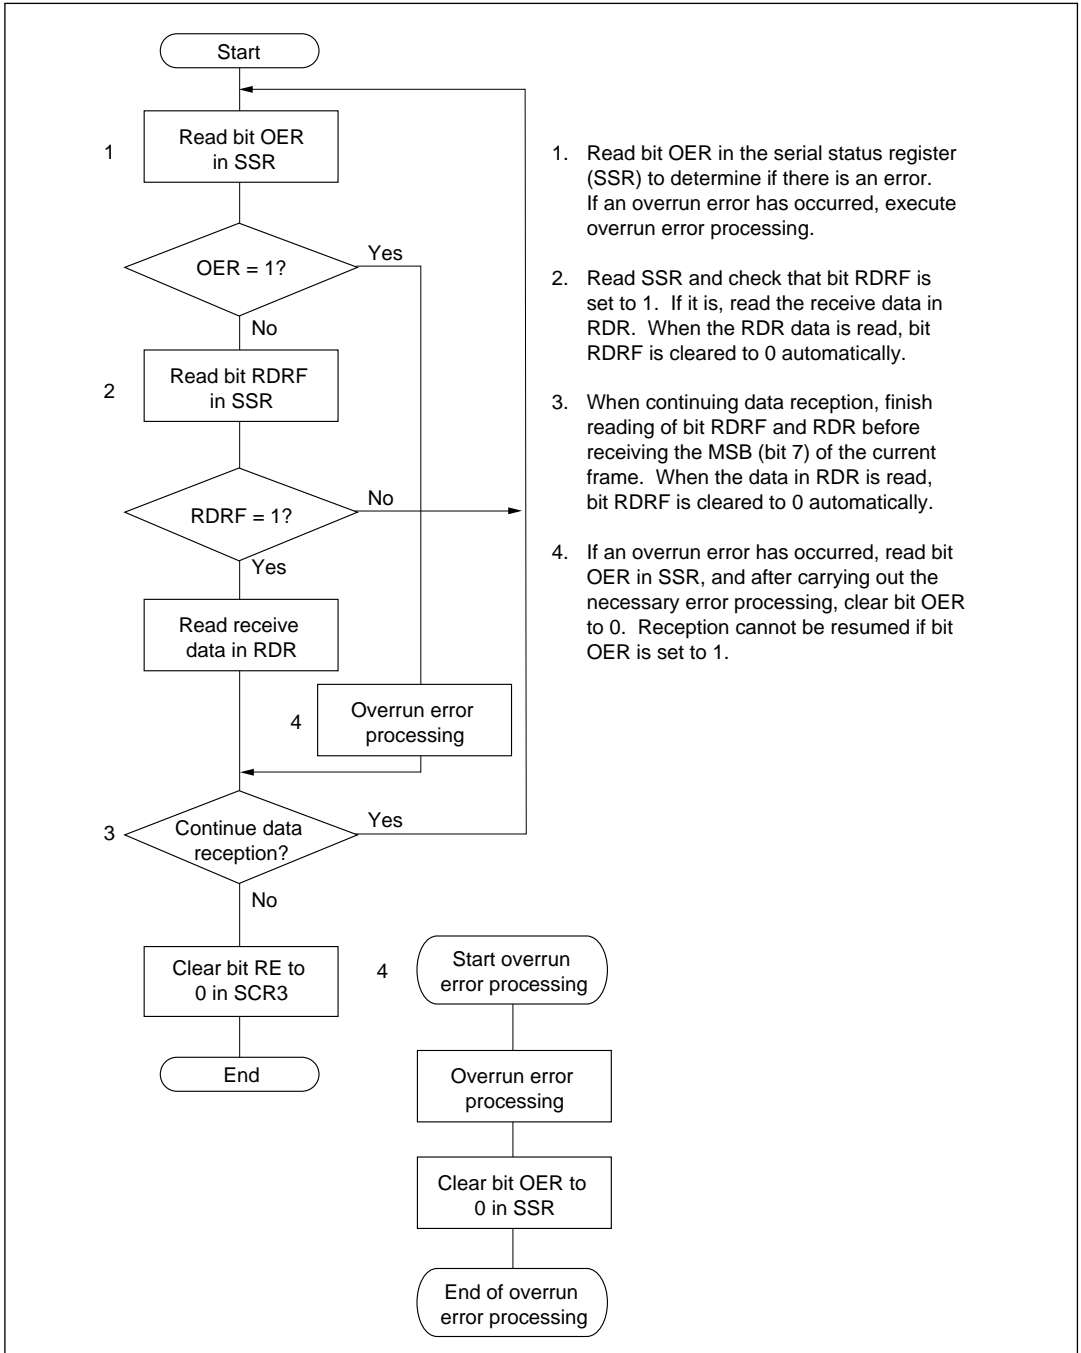 Start
1
Read bit OER
in SSR
OER = 1?
Yes
No
2
Read bit RDRF
in SSR
RDRF = 1?
No
Yes
Read receive
data in RDR
4
Overrun error
processing
3
Continue data
reception?
Yes
No
Clear bit RE to
0 in SCR3
End
4
Start overrun
error processing
Overrun error
processing
Clear bit OER to
0 in SSR
End of overrun
error processing
1. Read bit OER in the serial status register
(SSR) to determine if there is an error.
If an overrun error has occurred, execute
overrun error processing.
2. Read SSR and check that bit RDRF is
set to 1. If it is, read the receive data in
RDR. When the RDR data is read, bit
RDRF is cleared to 0 automatically.
3. When continuing data reception, finish
reading of bit RDRF and RDR before
receiving the MSB (bit 7) of the current
frame. When the data in RDR is read,
bit RDRF is cleared to 0 automatically.
4. If an overrun error has occurred, read bit
OER in SSR, and after carrying out the
necessary error processing, clear bit OER
to 0. Reception cannot be resumed if bit
OER is set to 1.